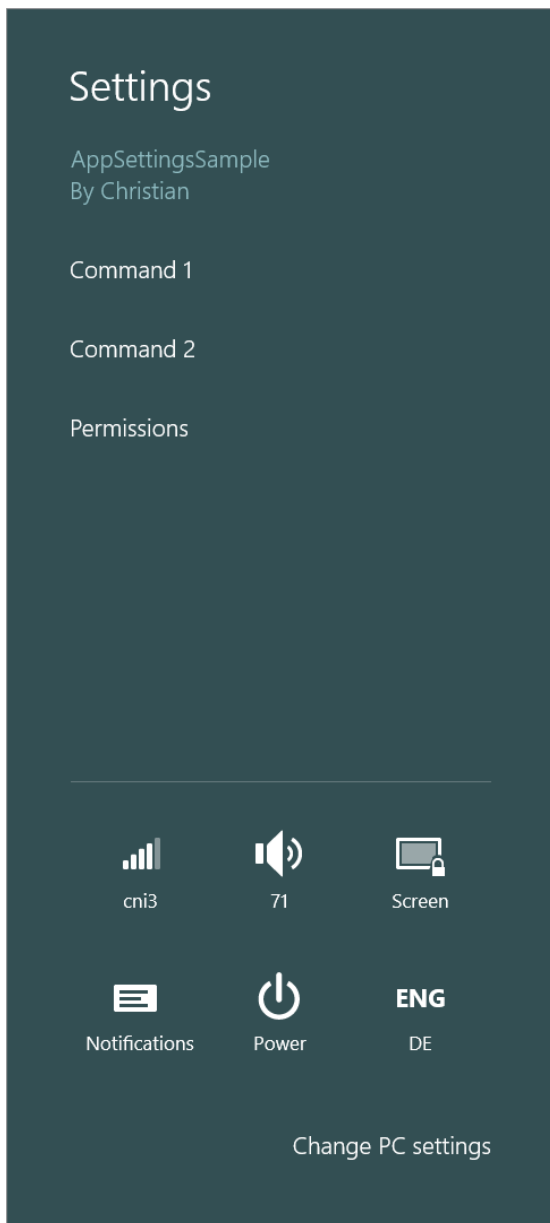 Settings
AppSettingsSample
By Christian
Command 1
Command 2
Permissions
cni3
71
Screen
Notifications
Power
ENG
DE
Change PC settings